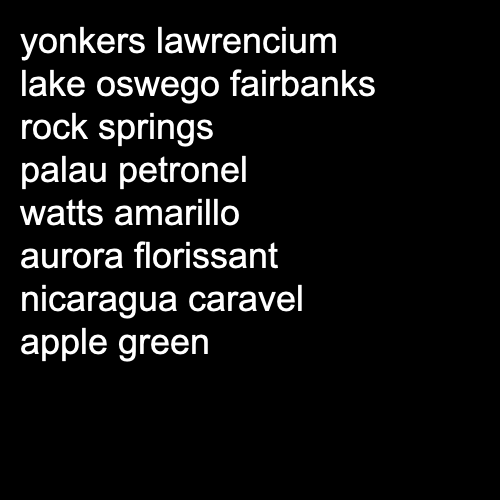 yonkers lawrencium
lake oswego fairbanks
rock springs
palau petronel
watts amarillo
aurora florissant
nicaragua caravel
apple green